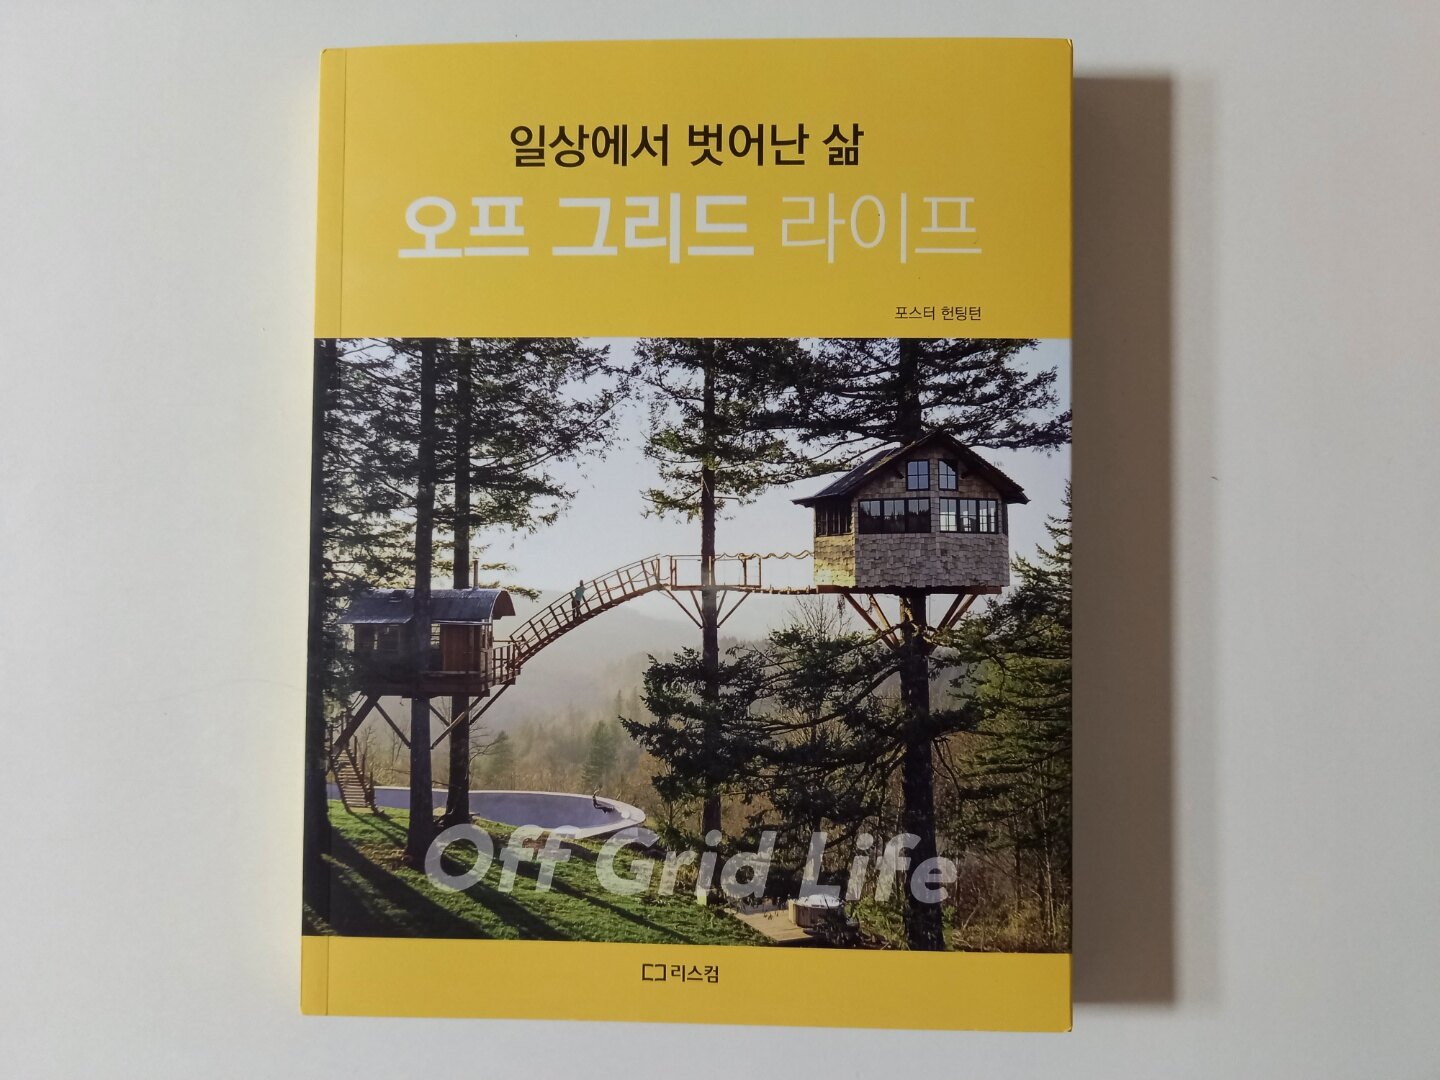 일상에서 벗어난 삶
오프 그리드 라이프
포스터 헌팅턴
Off Grid Life
리스컴